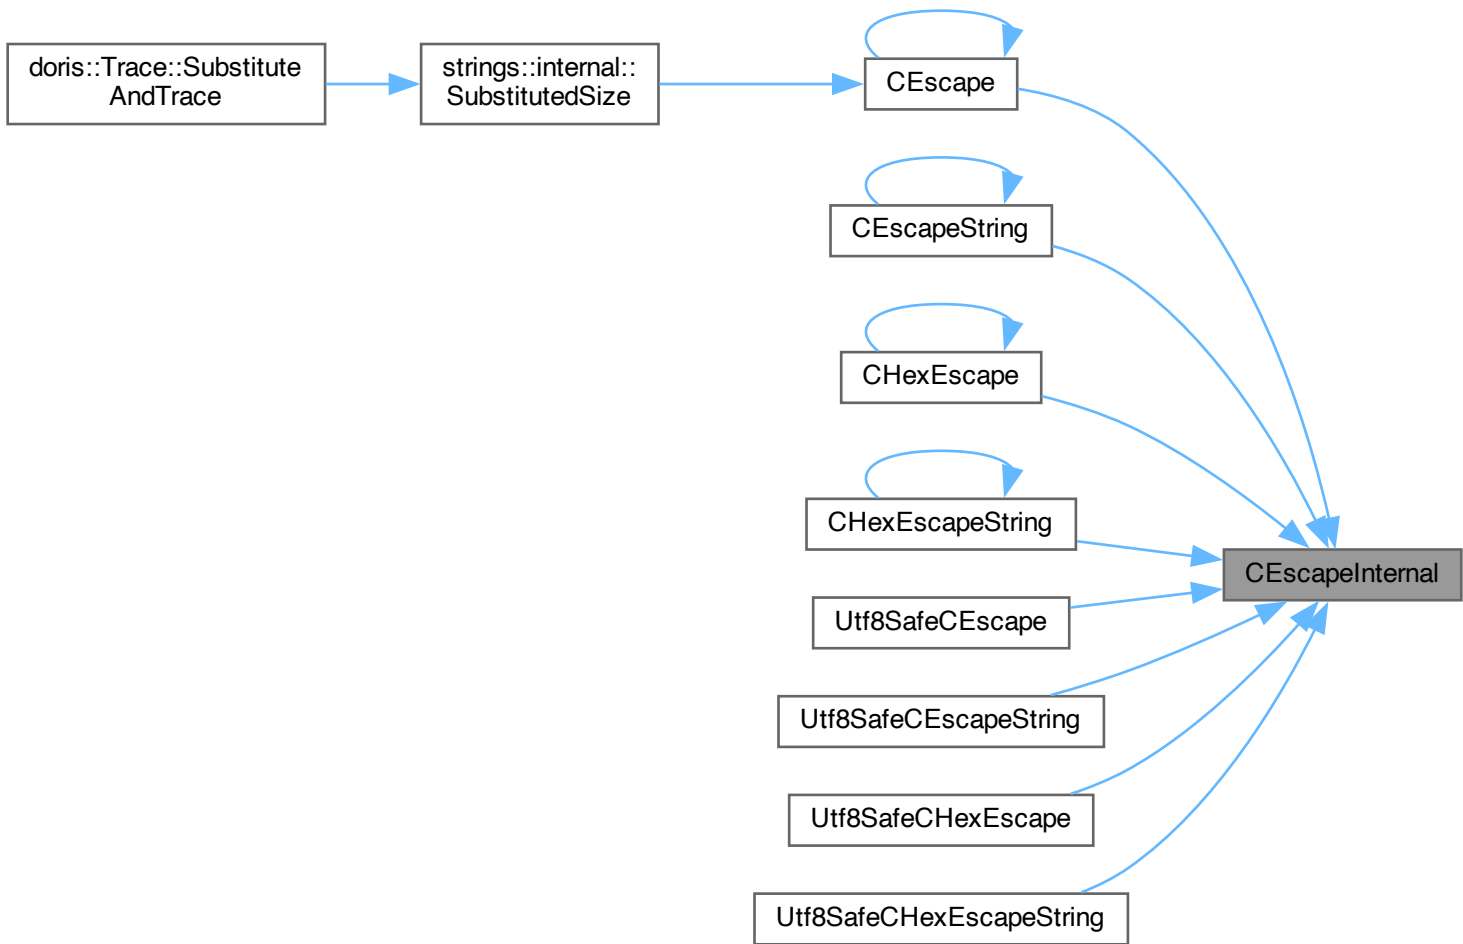 doris::Trace::Substitute
AndTrace
strings::internal::
SubstitutedSize
CEscape
CEscapeString
CHexEscape
CHexEscapeString
CEscapeInternal
Utf8SafeCEscape
Utf8SafeCEscapeString
Utf8SafeCHexEscape
Utf8SafeCHexEscapeString